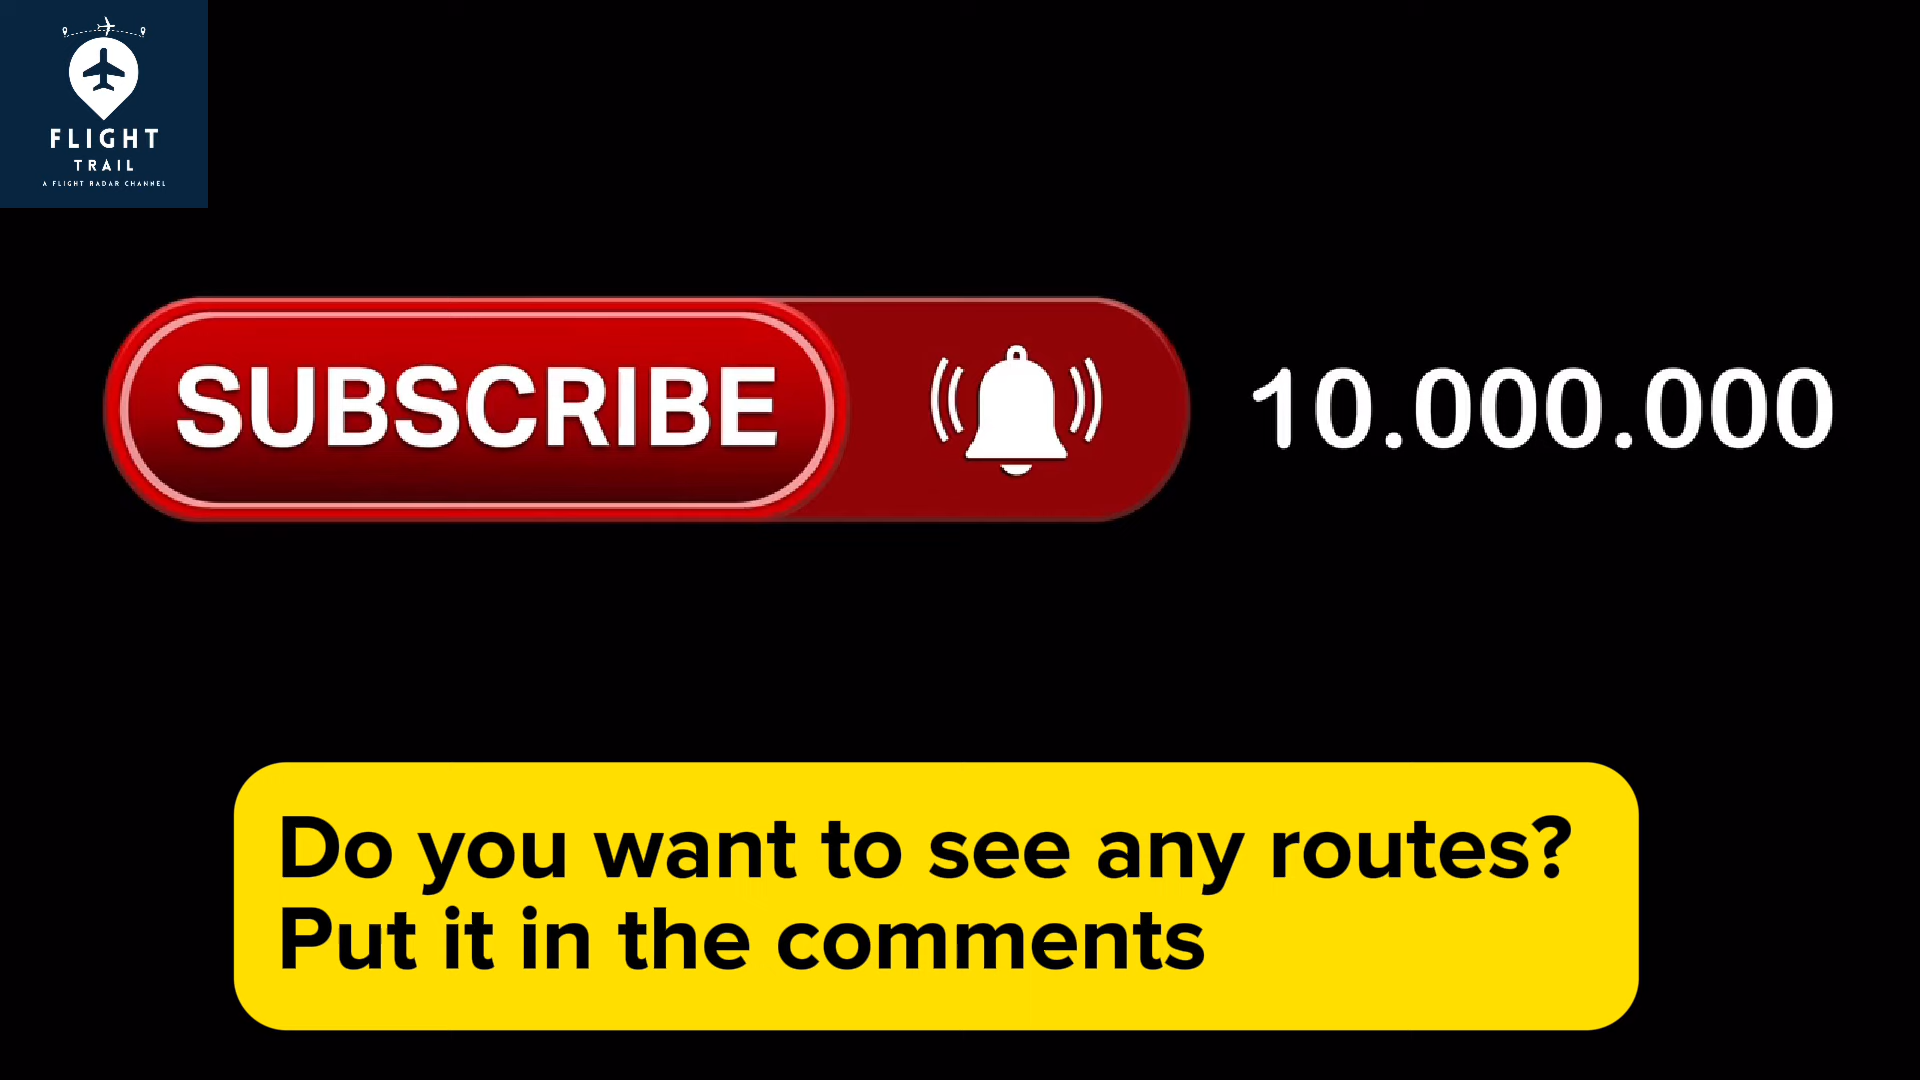 FLIGHT
TRAIL
A FLIGHT RADAR CHANNEL
SUBSCRIBE
10.000.000
Do you want to see any routes?
Put it in the comments